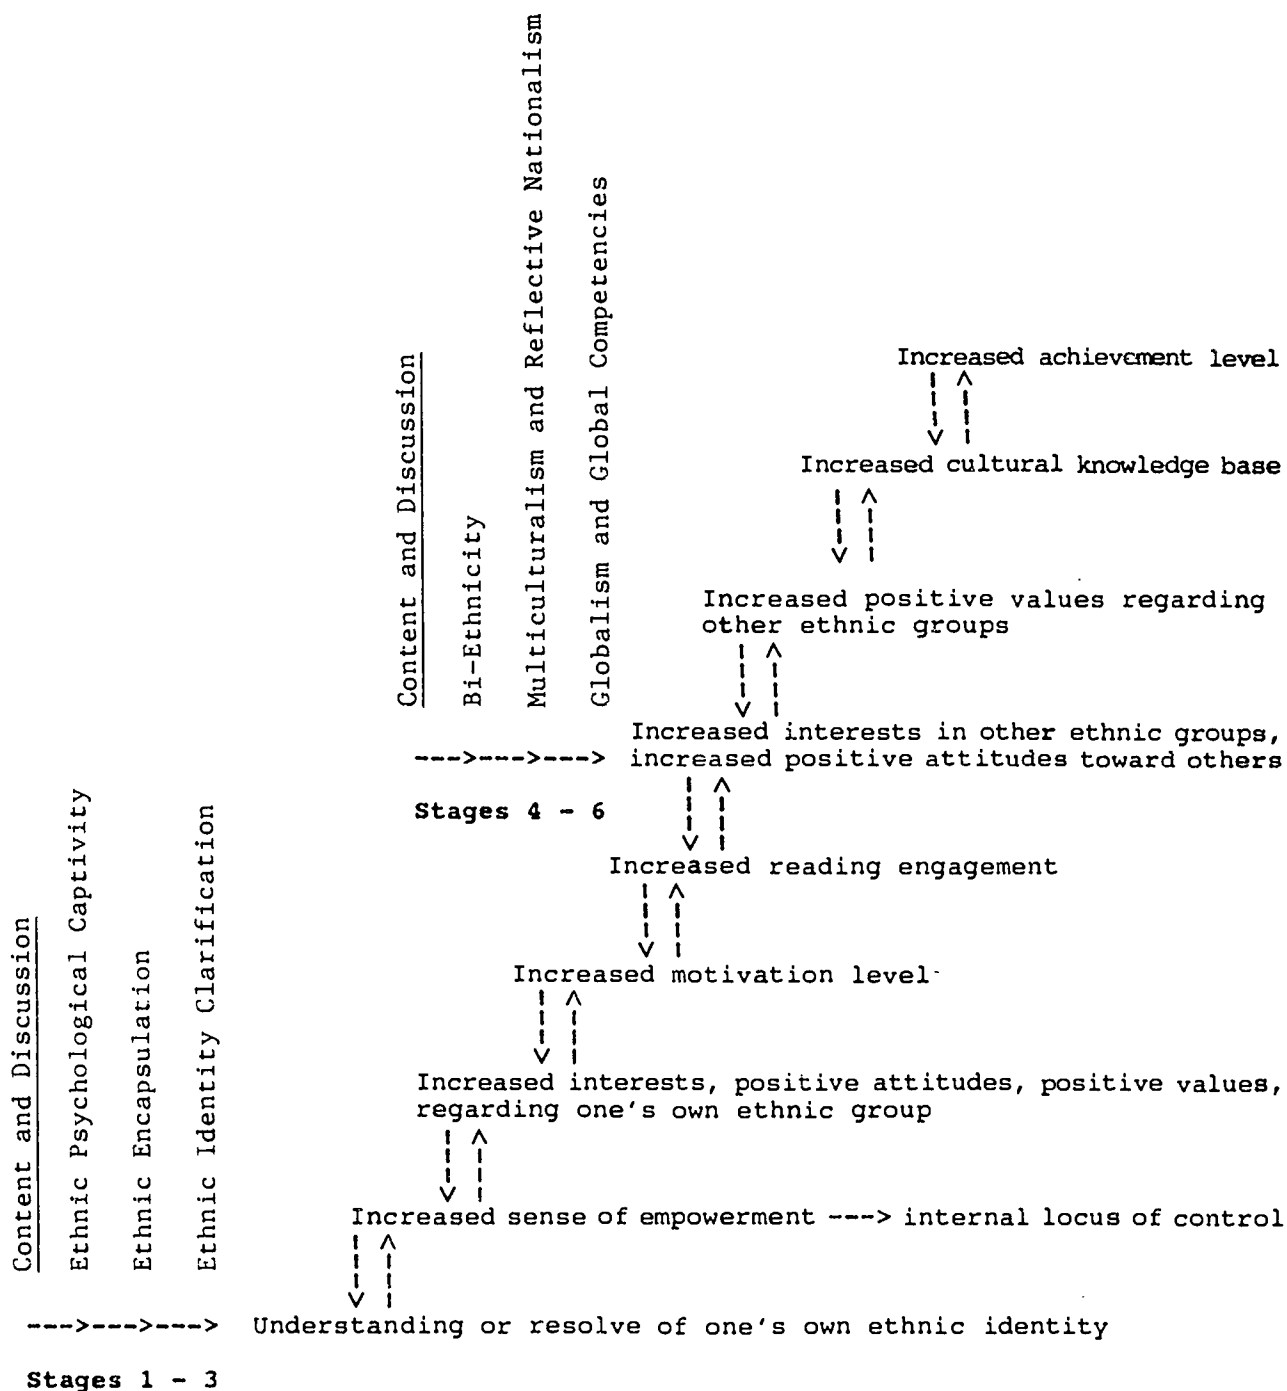 Content and Discussion
Bi-Ethnicity
Multiculturalism and Reflective Nationalism
Globalism and Global Competencies
Increased achievement level
Increased cultural knowledge base
Increased positive values regarding
other ethnic groups
Increased interests in other ethnic groups,
--->--->---> increased positive attitudes toward others
Stages 4 - 6
Increased reading engagement
Increased motivation level
Increased interests, positive attitudes, positive values,
regarding one's own ethnic group
Increased sense of empowerment ---> internal locus of control
Content and Discussion
Ethnic Psychological Captivity
Ethnic Encapsulation
Ethnic Identity Clarification
--->--->---> Understanding or resolve of one's own ethnic identity
Stages 1 - 3